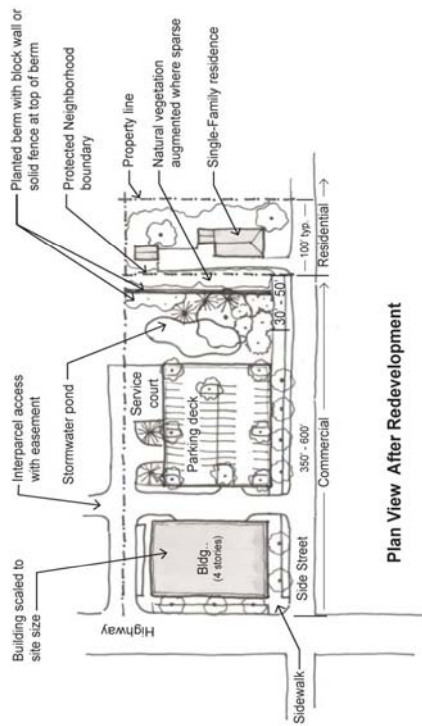 Planted berm with block wall or
solid fence at top of berm
Protected Neighborhood
boundary
Property line
Natural vegetation
augmented where sparse
Single-Family residence
Interparcel access
with easement
Stormwater pond
Building scaled to
site size
Service
court
Parking deck
Bldg..
(4 stories)
Highway
Side Street
Sidewalk
30' - 50'
100' typ.
350' - 600'
Commercial
Residential
Plan View After Redevelopment